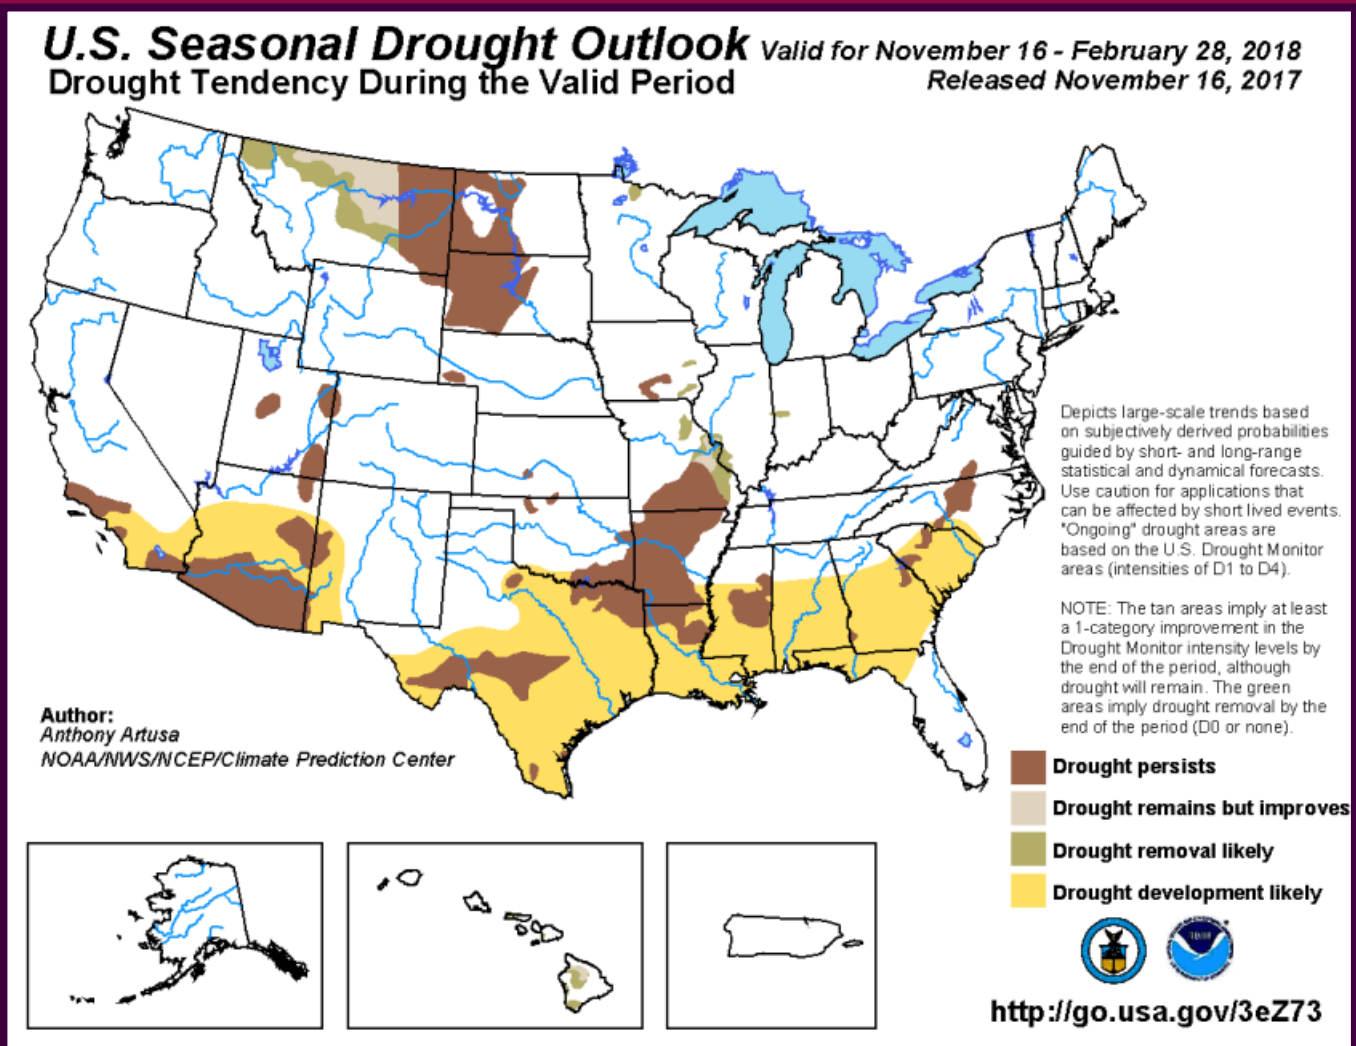 U.S. Seasonal Drought Outlook
Drought Tendency During the Valid Period
Valid for November 16 - February 28, 2018
Released November 16, 2017
Depicts large-scale trends based
on subjectively derived probabilities
guided by short- and long-range
statistical and dynamical forecasts.
Use caution for applications that
can be affected by short lived events.
"Ongoing" drought areas are
based on the U.S. Drought Monitor
areas (intensities of D1 to D4).
NOTE: The tan areas imply at least
a 1-category improvement in the
Drought Monitor intensity levels by
the end of the period, although
drought will remain. The green
areas imply drought removal by the
end of the period (D0 or none).
Author:
Anthony Artusa
NOAA/NWS/NCEP/Climate Prediction Center
Drought persists
Drought remains but improves
Drought removal likely
Drought development likely
http://go.usa.gov/3eZ73